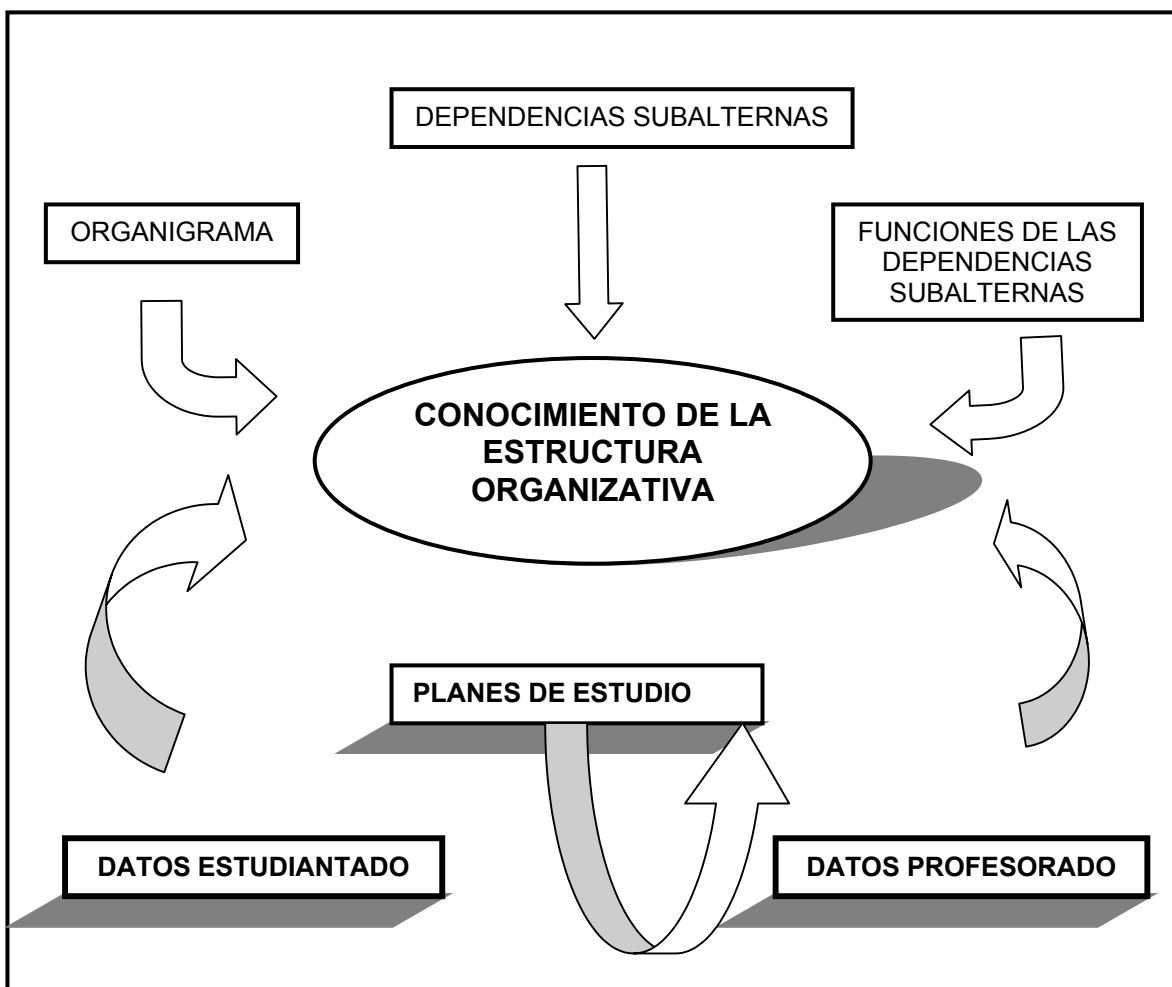 DEPENDENCIAS SUBALTERNAS
ORGANIGRAMA
FUNCIONES DE LAS
DEPENDENCIAS
SUBALTERNAS
CONOCIMIENTO DE LA
ESTRUCTURA
ORGANIZATIVA
PLANES DE ESTUDIO
DATOS ESTUDIANTADO
DATOS PROFESORADO